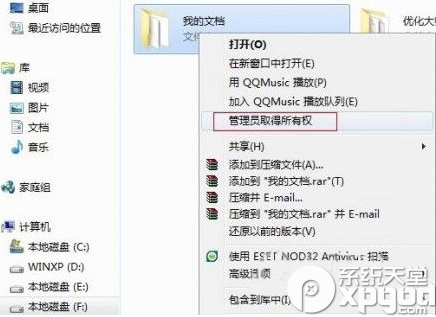 桌面
最近访问的位置
库
视频
图片
文档
音乐
家庭组
计算机
本地磁盘 (C:)
WINXP (D:)
本地磁盘 (E:)
本地磁盘 (F:)
我的文档
文件
优化大
打开(O)
在新窗口中打开(E)
用 QQMusic 播放(P)
加入 QQMusic 播放队列(E)
管理员取得所有权
共享(H)
添加到压缩文件(A)...
添加到 "我的文档.rar"(T)
压缩并 E-mail...
压缩到 "我的文档.rar" 并 E-mail
还原以前的版本(V)
使用 ESET NOD32 Antivirus 扫描
高级选项
包含到库中(I)
系统天堂
xpgod